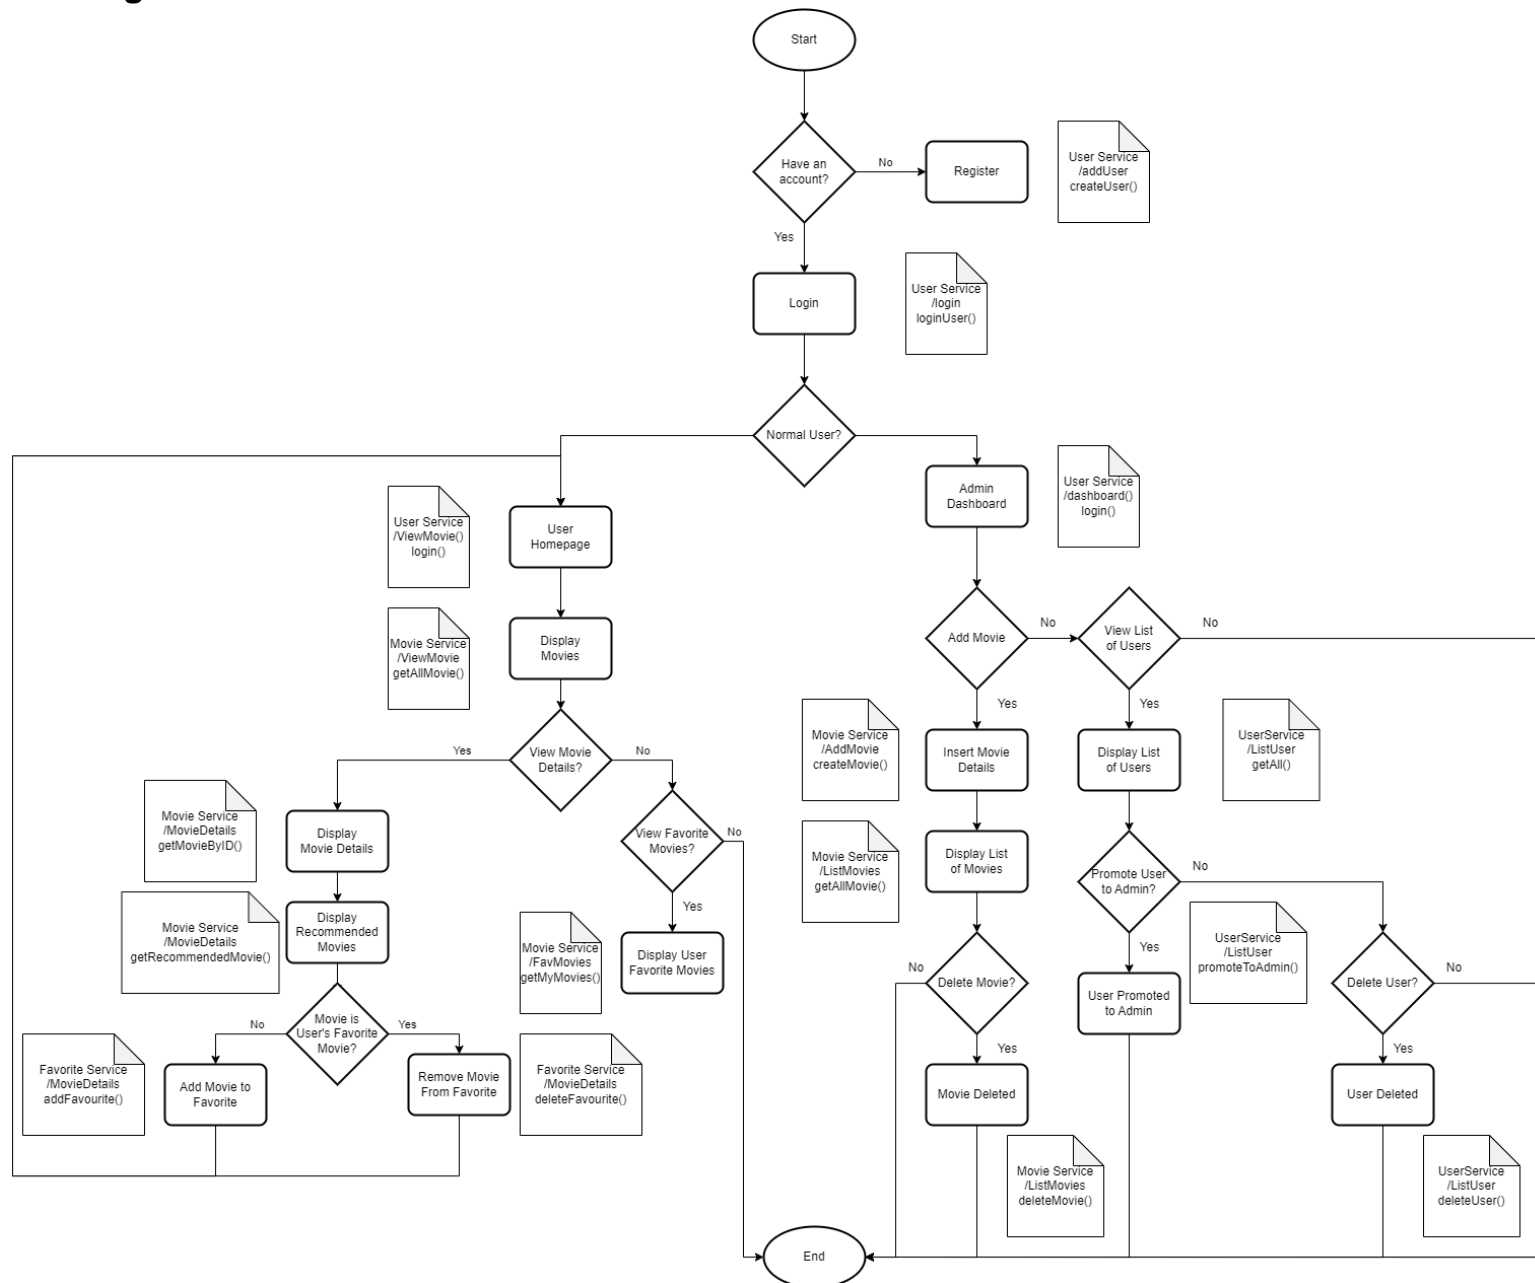 Start
Have an
account?
No
Register
User Service
/addUser
createUser()
Yes
Login
User Service
/login
loginUser()
Normal User?
Admin
Dashboard
User Service
/dashboard()
login()
User Service
/ViewMovie()
login()
User
Homepage
Movie Service
/ViewMovie
getAllMovie()
Display
Movies
Add Movie
No
View List
of Users
No
Yes
Yes
Yes
View Movie
Details?
No
Movie Service
/AddMovie
createMovie()
Insert Movie
Details
Display List
of Users
UserService
/ListUser
getAll()
Movie Service
/MovieDetails
getMovieByID()
Display
Movie Details
View Favorite
Movies?
No
Movie Service
/ListMovies
getAllMovie()
Display List
of Movies
Promote User
to Admin?
No
Movie Service
/MovieDetails
getRecommendedMovie()
Display
Recommended
Movies
Yes
Movie Service
/FavMovies
getMyMovies()
Display User
Favorite Movies
No
Delete Movie?
Yes
UserService
/ListUser
promoteToAdmin()
Delete User?
No
User Promoted
to Admin
No
Movie is
User's Favorite
Movie?
Yes
Yes
Yes
Favorite Service
/MovieDetails
addFavourite()
Add Movie to
Favorite
Remove Movie
From Favorite
Favorite Service
/MovieDetails
deleteFavourite()
Movie Deleted
User Deleted
Movie Service
/ListMovies
deleteMovie()
UserService
/ListUser
deleteUser()
End